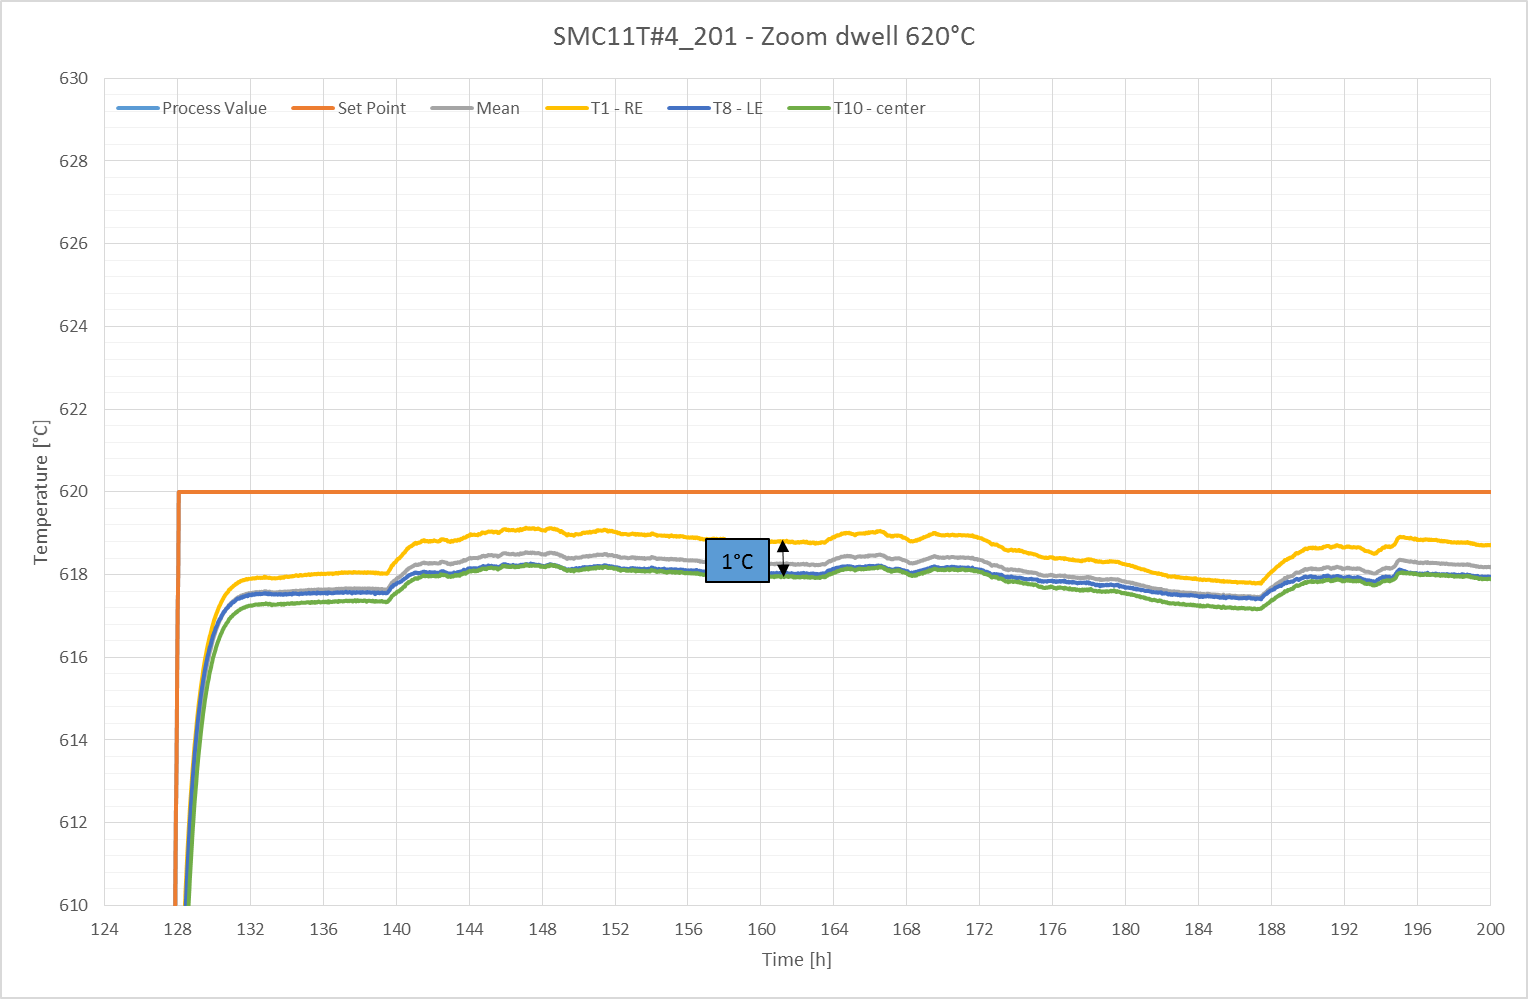 SMC11T#4_201 - Zoom dwell 620°C
630
Process Value Set Point Mean T1 - RE T8 - LE T10 - center
628
626
624
622
620
618
616
614
612
610
Temperature [°C]
1°C
124 128 132 136 140 144 148 152 156 160 164 168 172 176 180 184 188 192 196 200
Time [h]